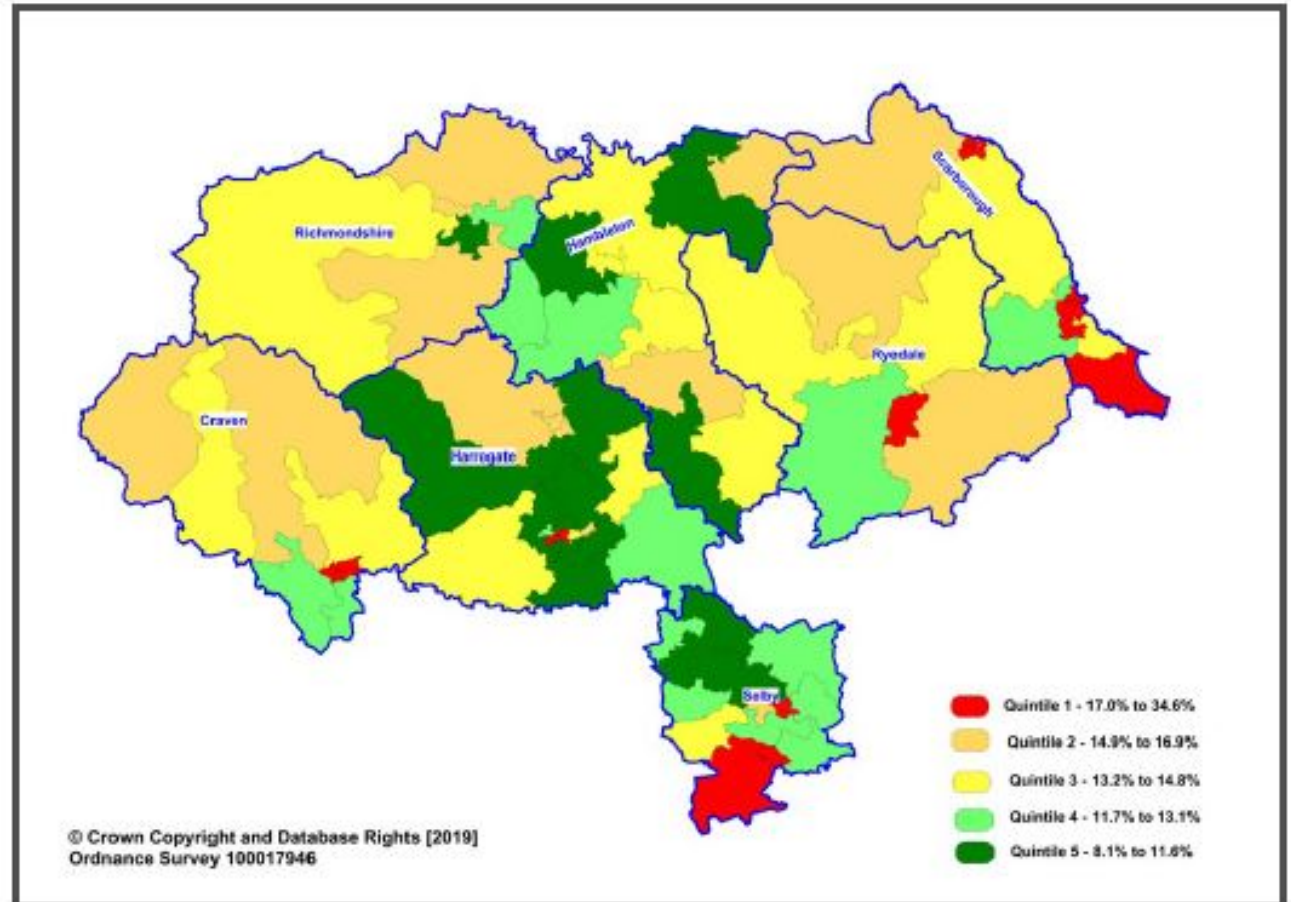 Scarborough
Richmondshire
Hambleton
Ryedale
Craven
Harrogate
Selby
Quintile 1 - 17.0% to 34.6%
Quintile 2 - 14.9% to 16.9%
Quintile 3 - 13.2% to 14.8%
Quintile 4 - 11.7% to 13.1%
Quintile 5 - 8.1% to 11.6%
© Crown Copyright and Database Rights [2019]
Ordnance Survey 100017946